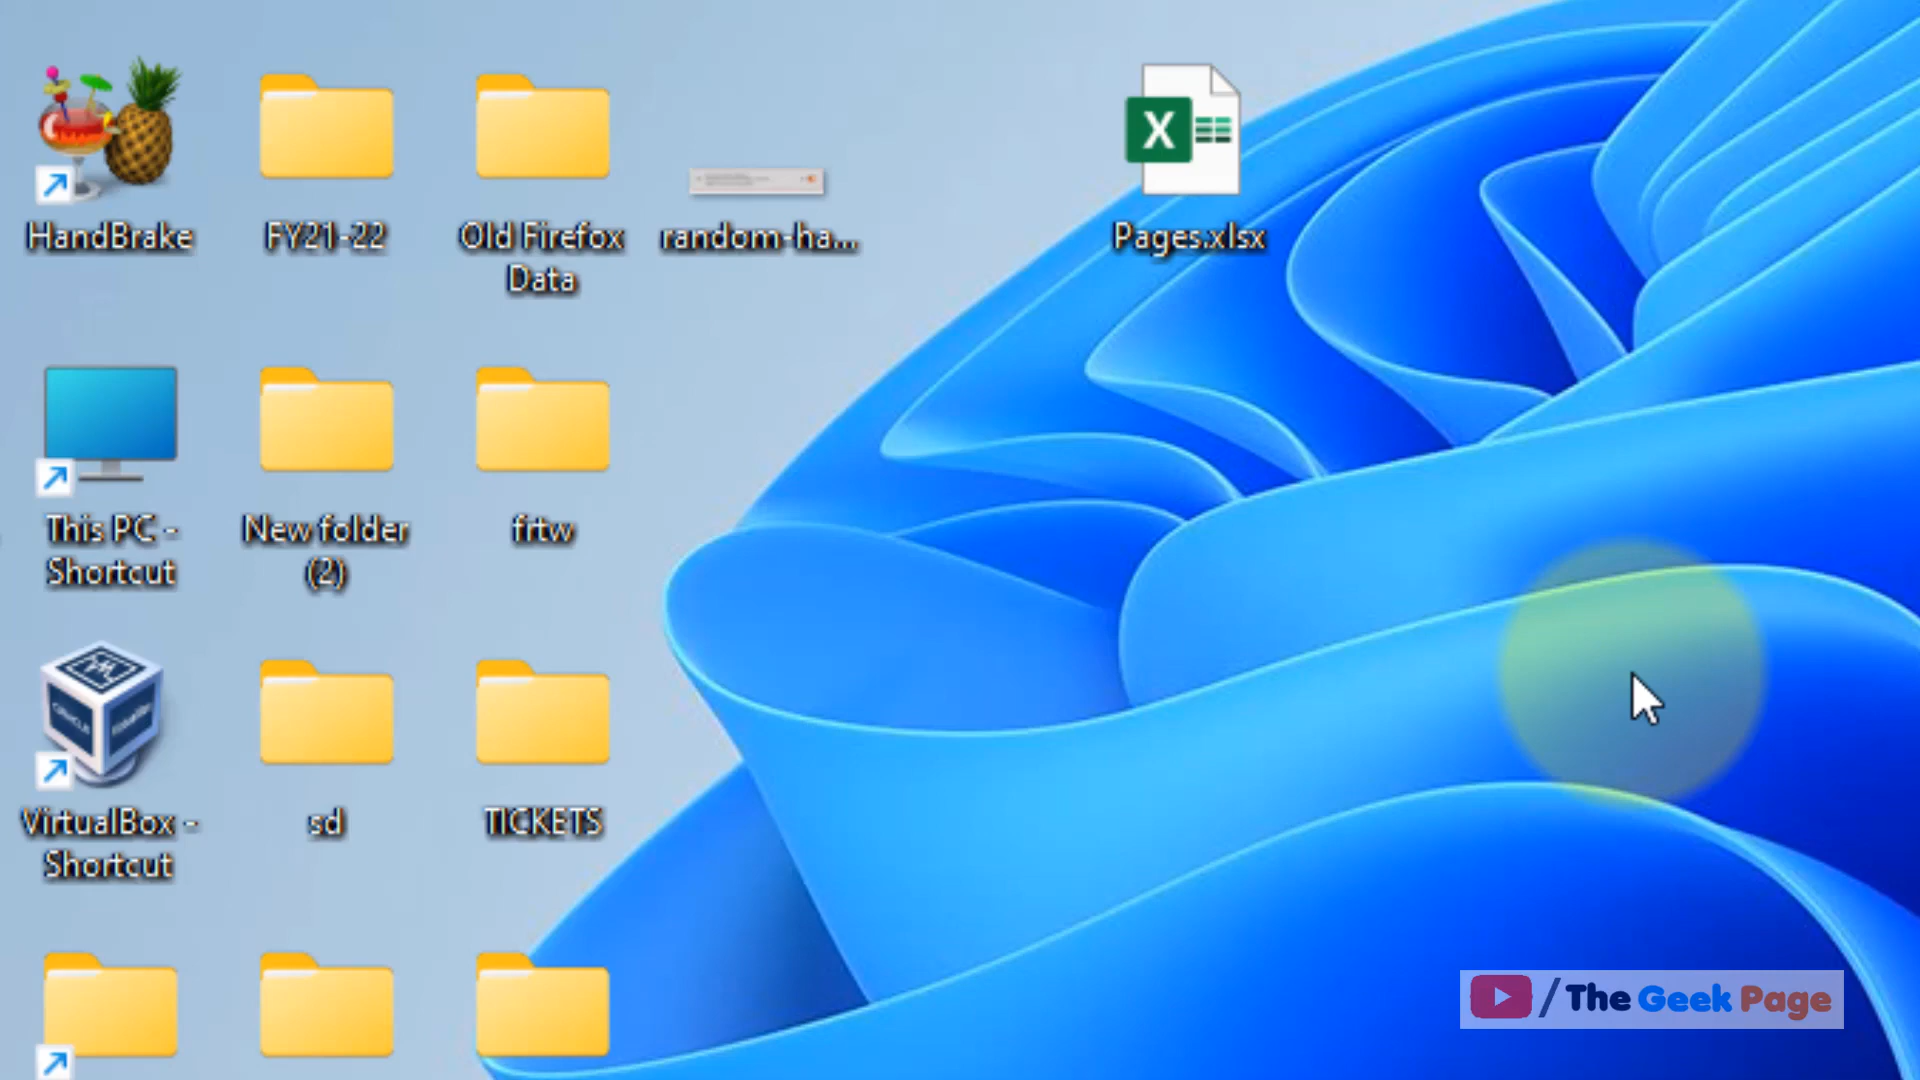 HandBrake
FY21-22
Old Firefox
Data
random-ha...
Pages.xlsx
This PC -
Shortcut
New folder
(2)
frtw
VirtualBox -
Shortcut
sd
TICKETS
/The Geek Page